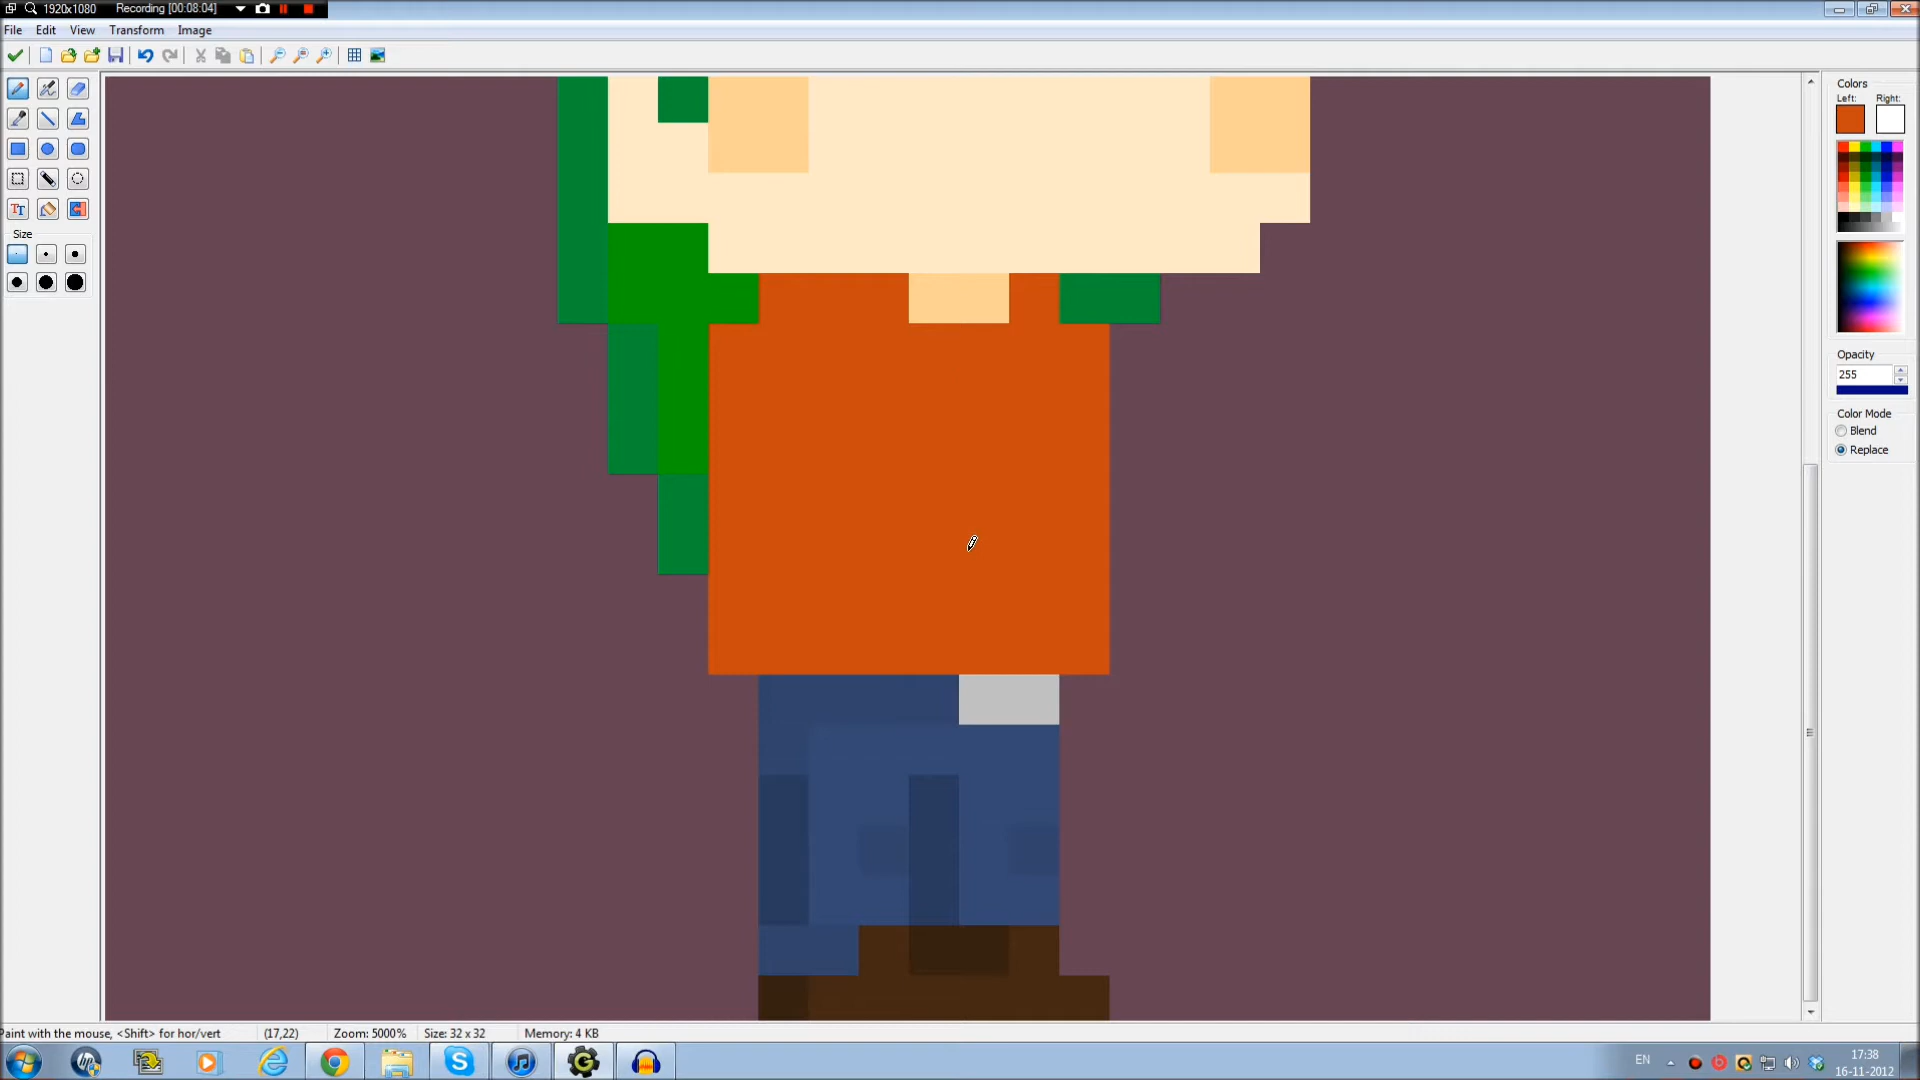 1920x1080 Recording [00:08:04]
File Edit View Transform Image
Colors
Left: Right:
TT
Size
Opacity
255
Color Mode
Blend
Replace
Paint with the mouse, <Shift> for hor/vert (17,22) Zoom: 5000% Size: 32 x 32 Memory: 4 KB
EN
17:38
16-11-2012